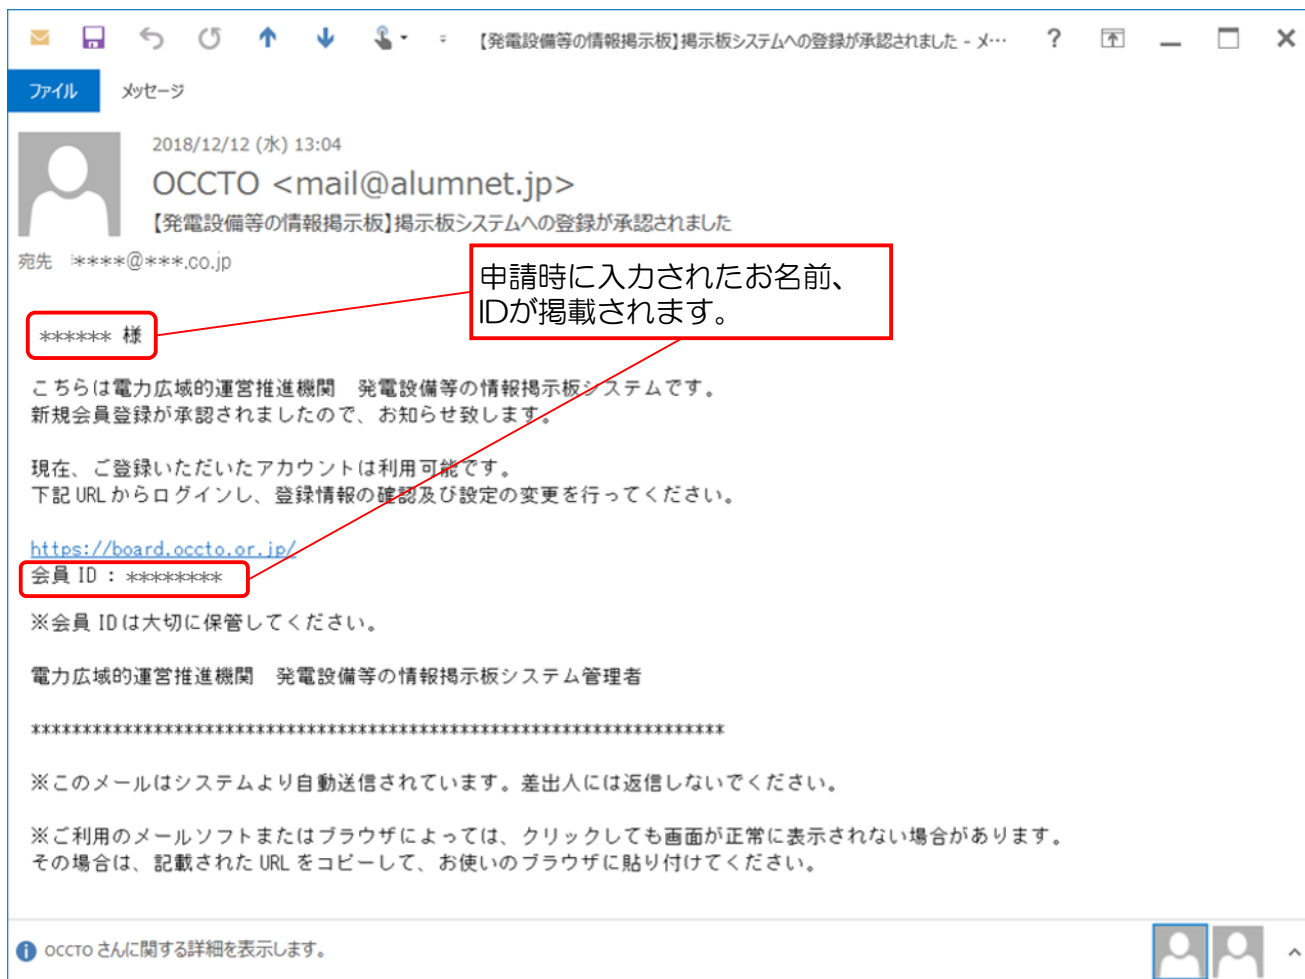 【発電設備等の情報掲示板】掲示板システムへの登録が承認されました - メ…
ファイル メッセージ
2018/12/12 (水) 13:04
OCCTO <mail@alumnet.jp>
【発電設備等の情報掲示板】掲示板システムへの登録が承認されました
宛先 ****@***.co.jp
申請時に入力されたお名前、
IDが掲載されます。
****** 様
こちらは電力広域的運営推進機関　発電設備等の情報掲示板システムです。
新規会員登録が承認されましたので、お知らせ致します。
現在、ご登録いただいたアカウントは利用可能です。
下記 URL からログインし、登録情報の確認及び設定の変更を行ってください。
https://board.occto.or.jp/
会員 ID : ********
※会員 ID は大切に保管してください。
電力広域的運営推進機関　発電設備等の情報掲示板システム管理者
********************************************************************
※このメールはシステムより自動送信されています。差出人には返信しないでください。
※ご利用のメールソフトまたはブラウザによっては、クリックしても画面が正常に表示されない場合があります。
その場合は、記載された URL をコピーして、お使いのブラウザに貼り付けてください。
OCCTO さんに関する詳細を表示します。